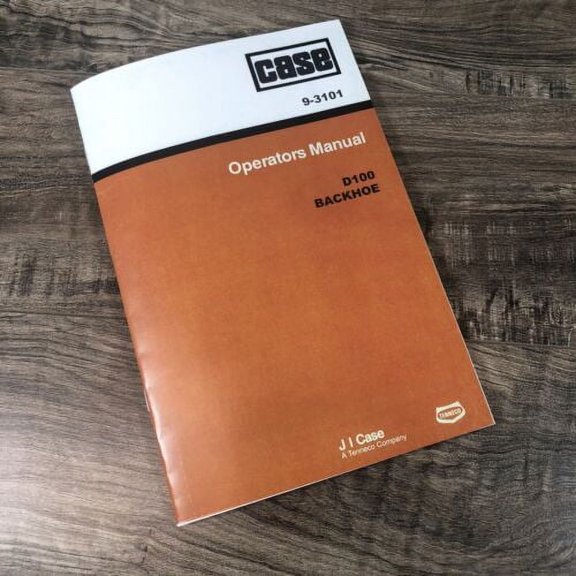 case
9-3101
Operators Manual
D100
BACKHOE
J I Case
A Tenneco Company
TENNECO